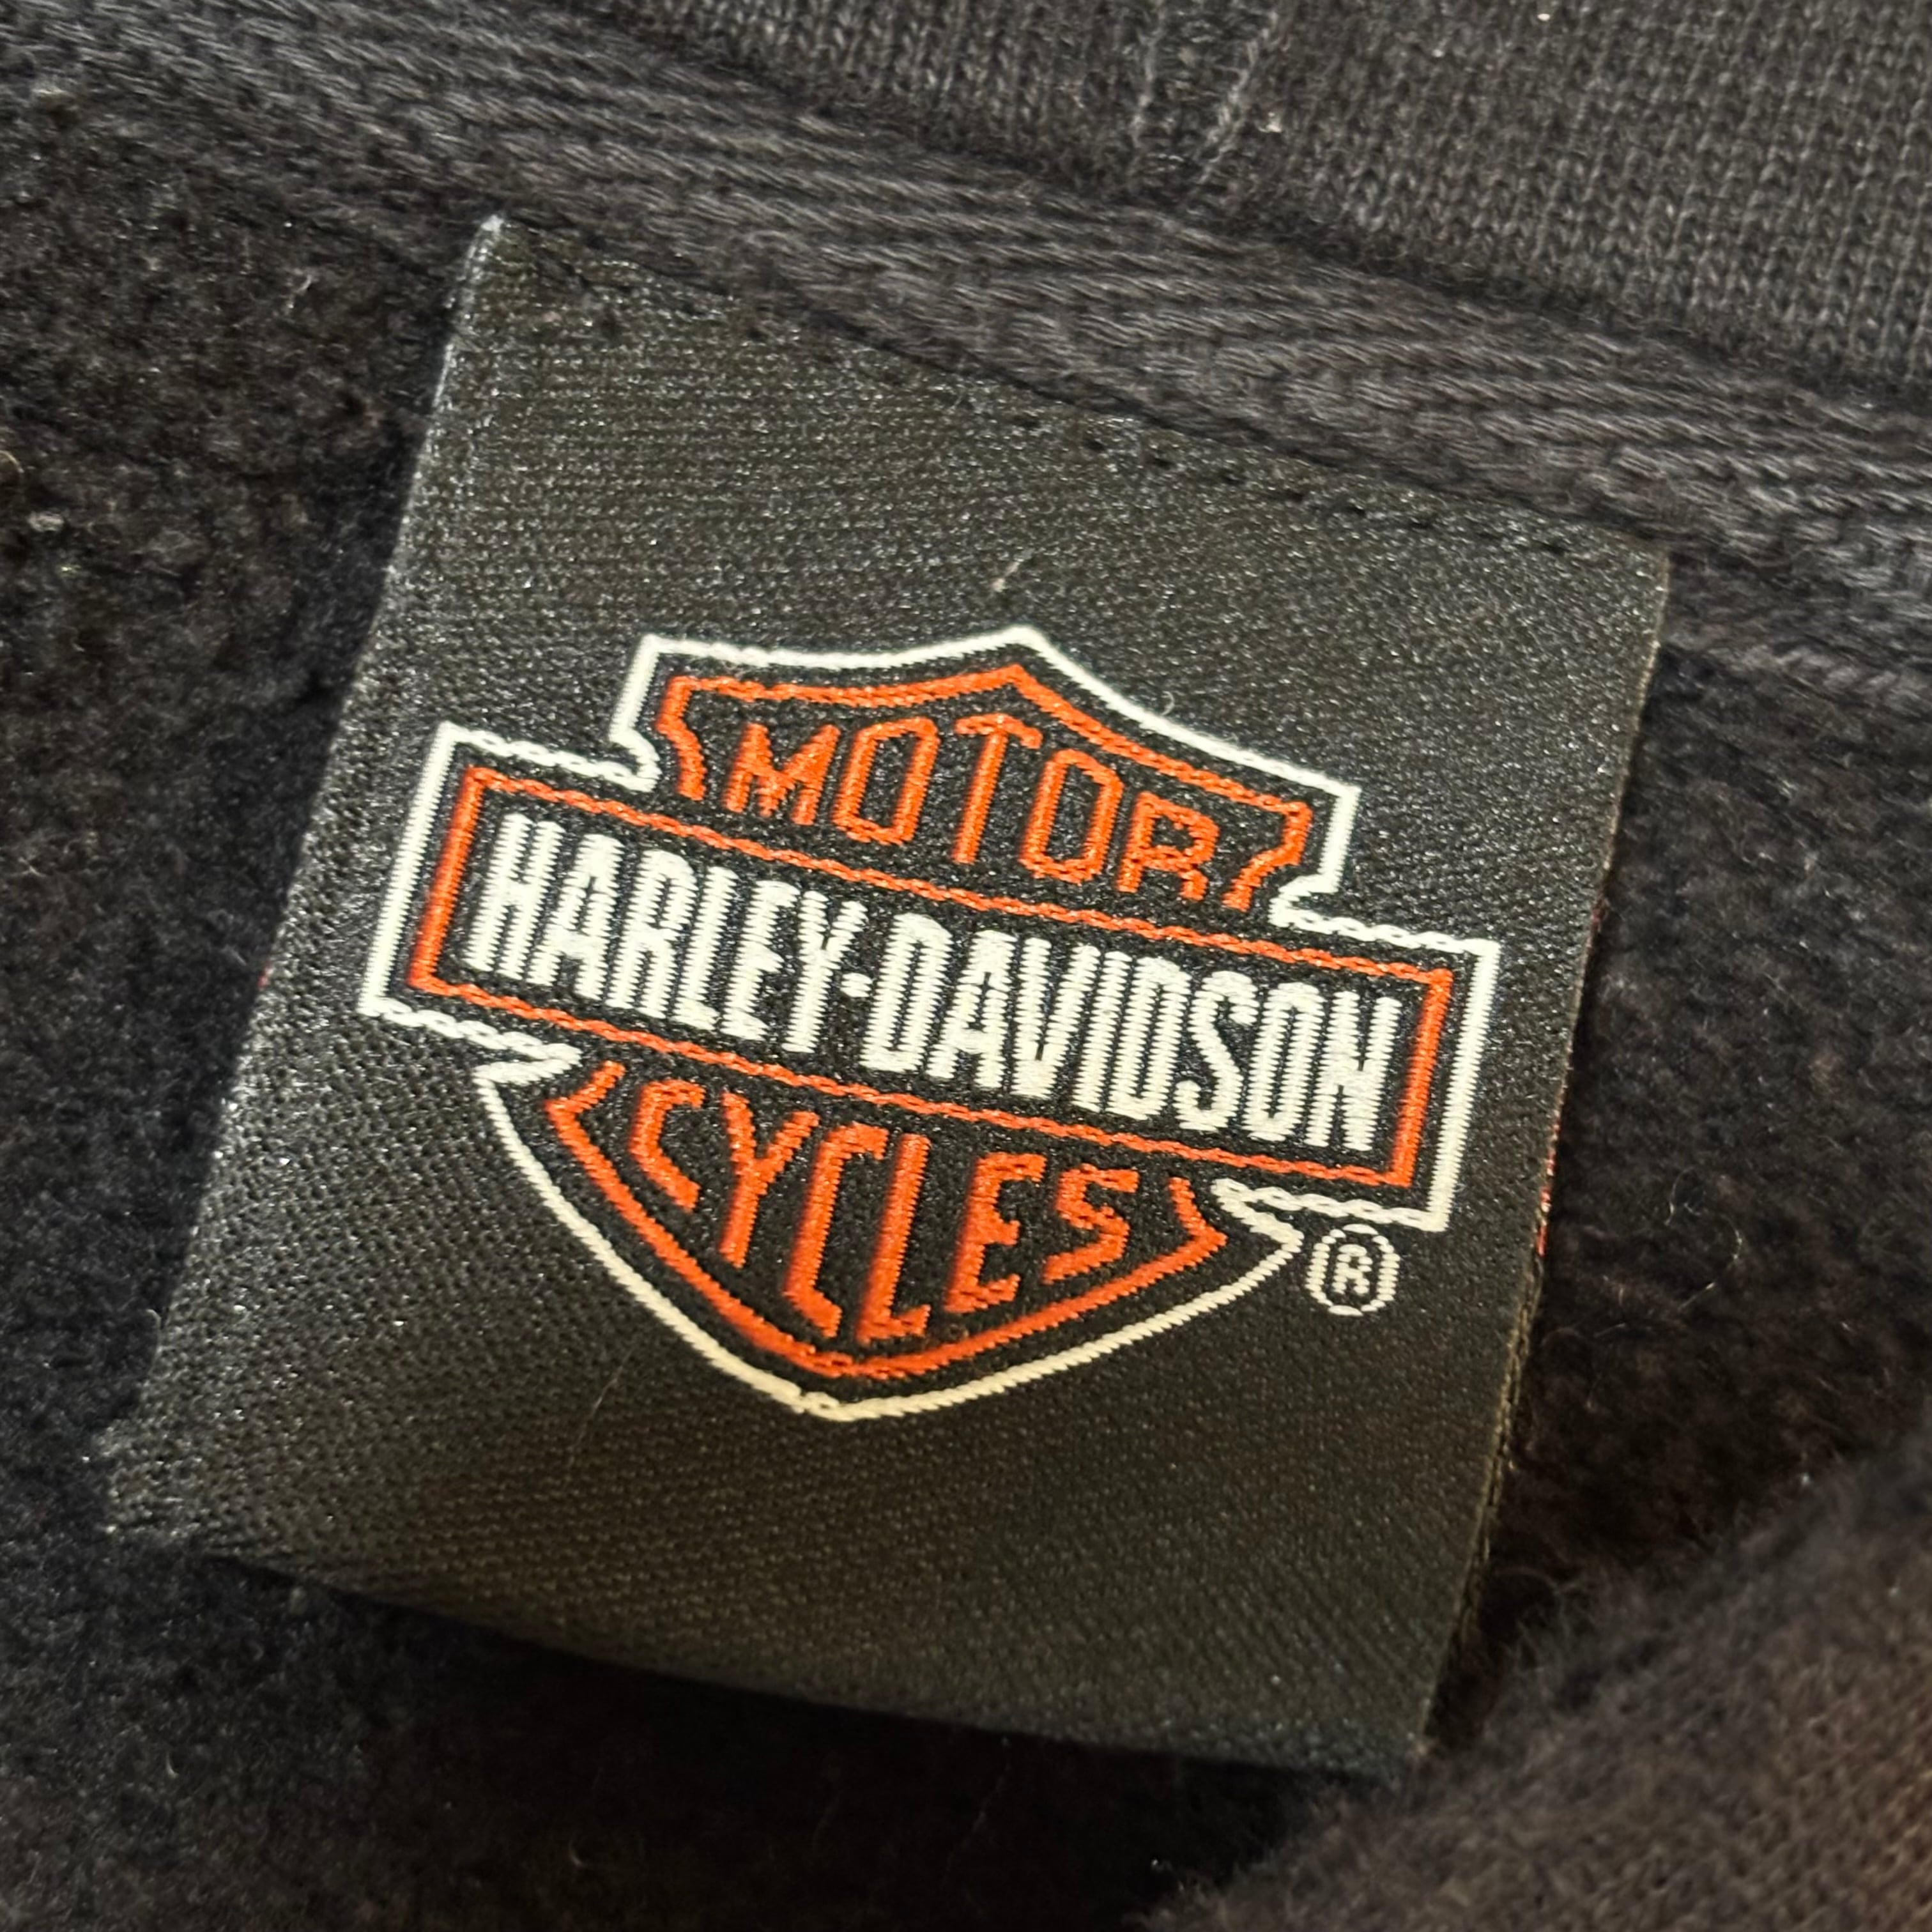 MOTOR
HARLEY-DAVIDSON
CYCLES
®